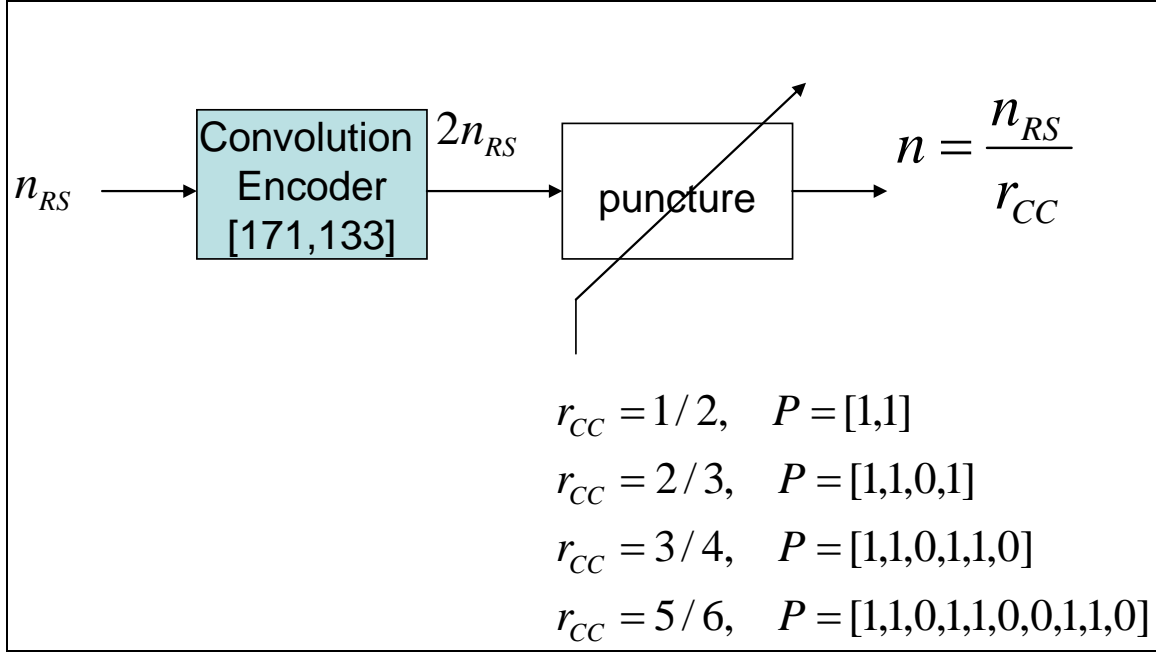 n_RS
Convolution
Encoder
[171,133]
2n_RS
puncture
n = n_RS / r_CC
r_CC = 1/2, P = [1,1]
r_CC = 2/3, P = [1,1,0,1]
r_CC = 3/4, P = [1,1,0,1,1,0]
r_CC = 5/6, P = [1,1,0,1,1,0,0,1,1,0]